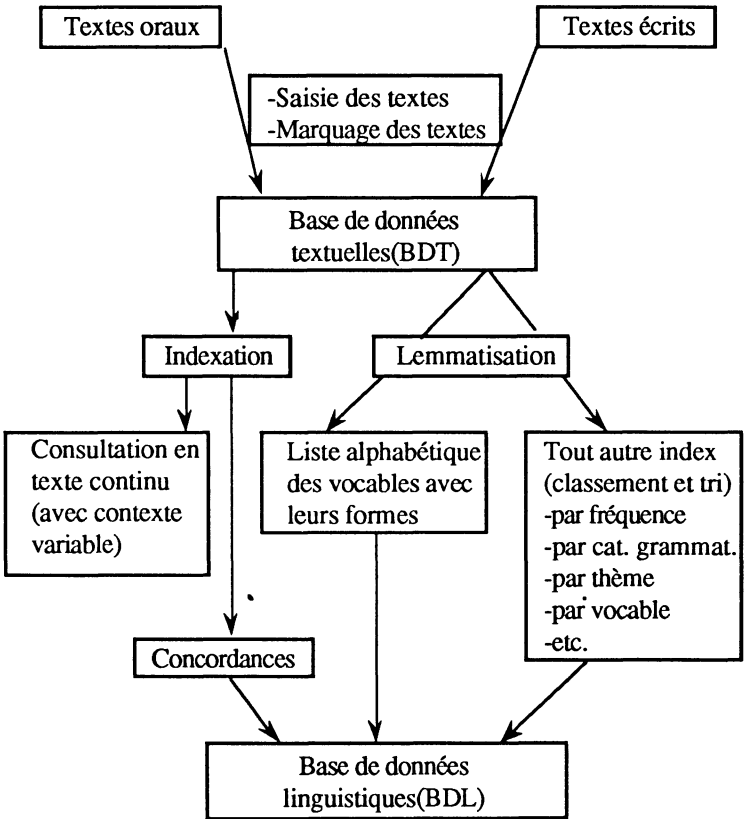 Textes oraux
Textes écrits
-Saisie des textes
-Marquage des textes
Base de données
textuelles(BDT)
Indexation
Lemmatisation
Consultation en
texte continu
(avec contexte
variable)
Liste alphabétique
des vocables avec
leurs formes
Tout autre index
(classement et tri)
-par fréquence
-par cat. grammat.
-par thème
-par vocable
-etc.
Concordances
Base de données
linguistiques(BDL)